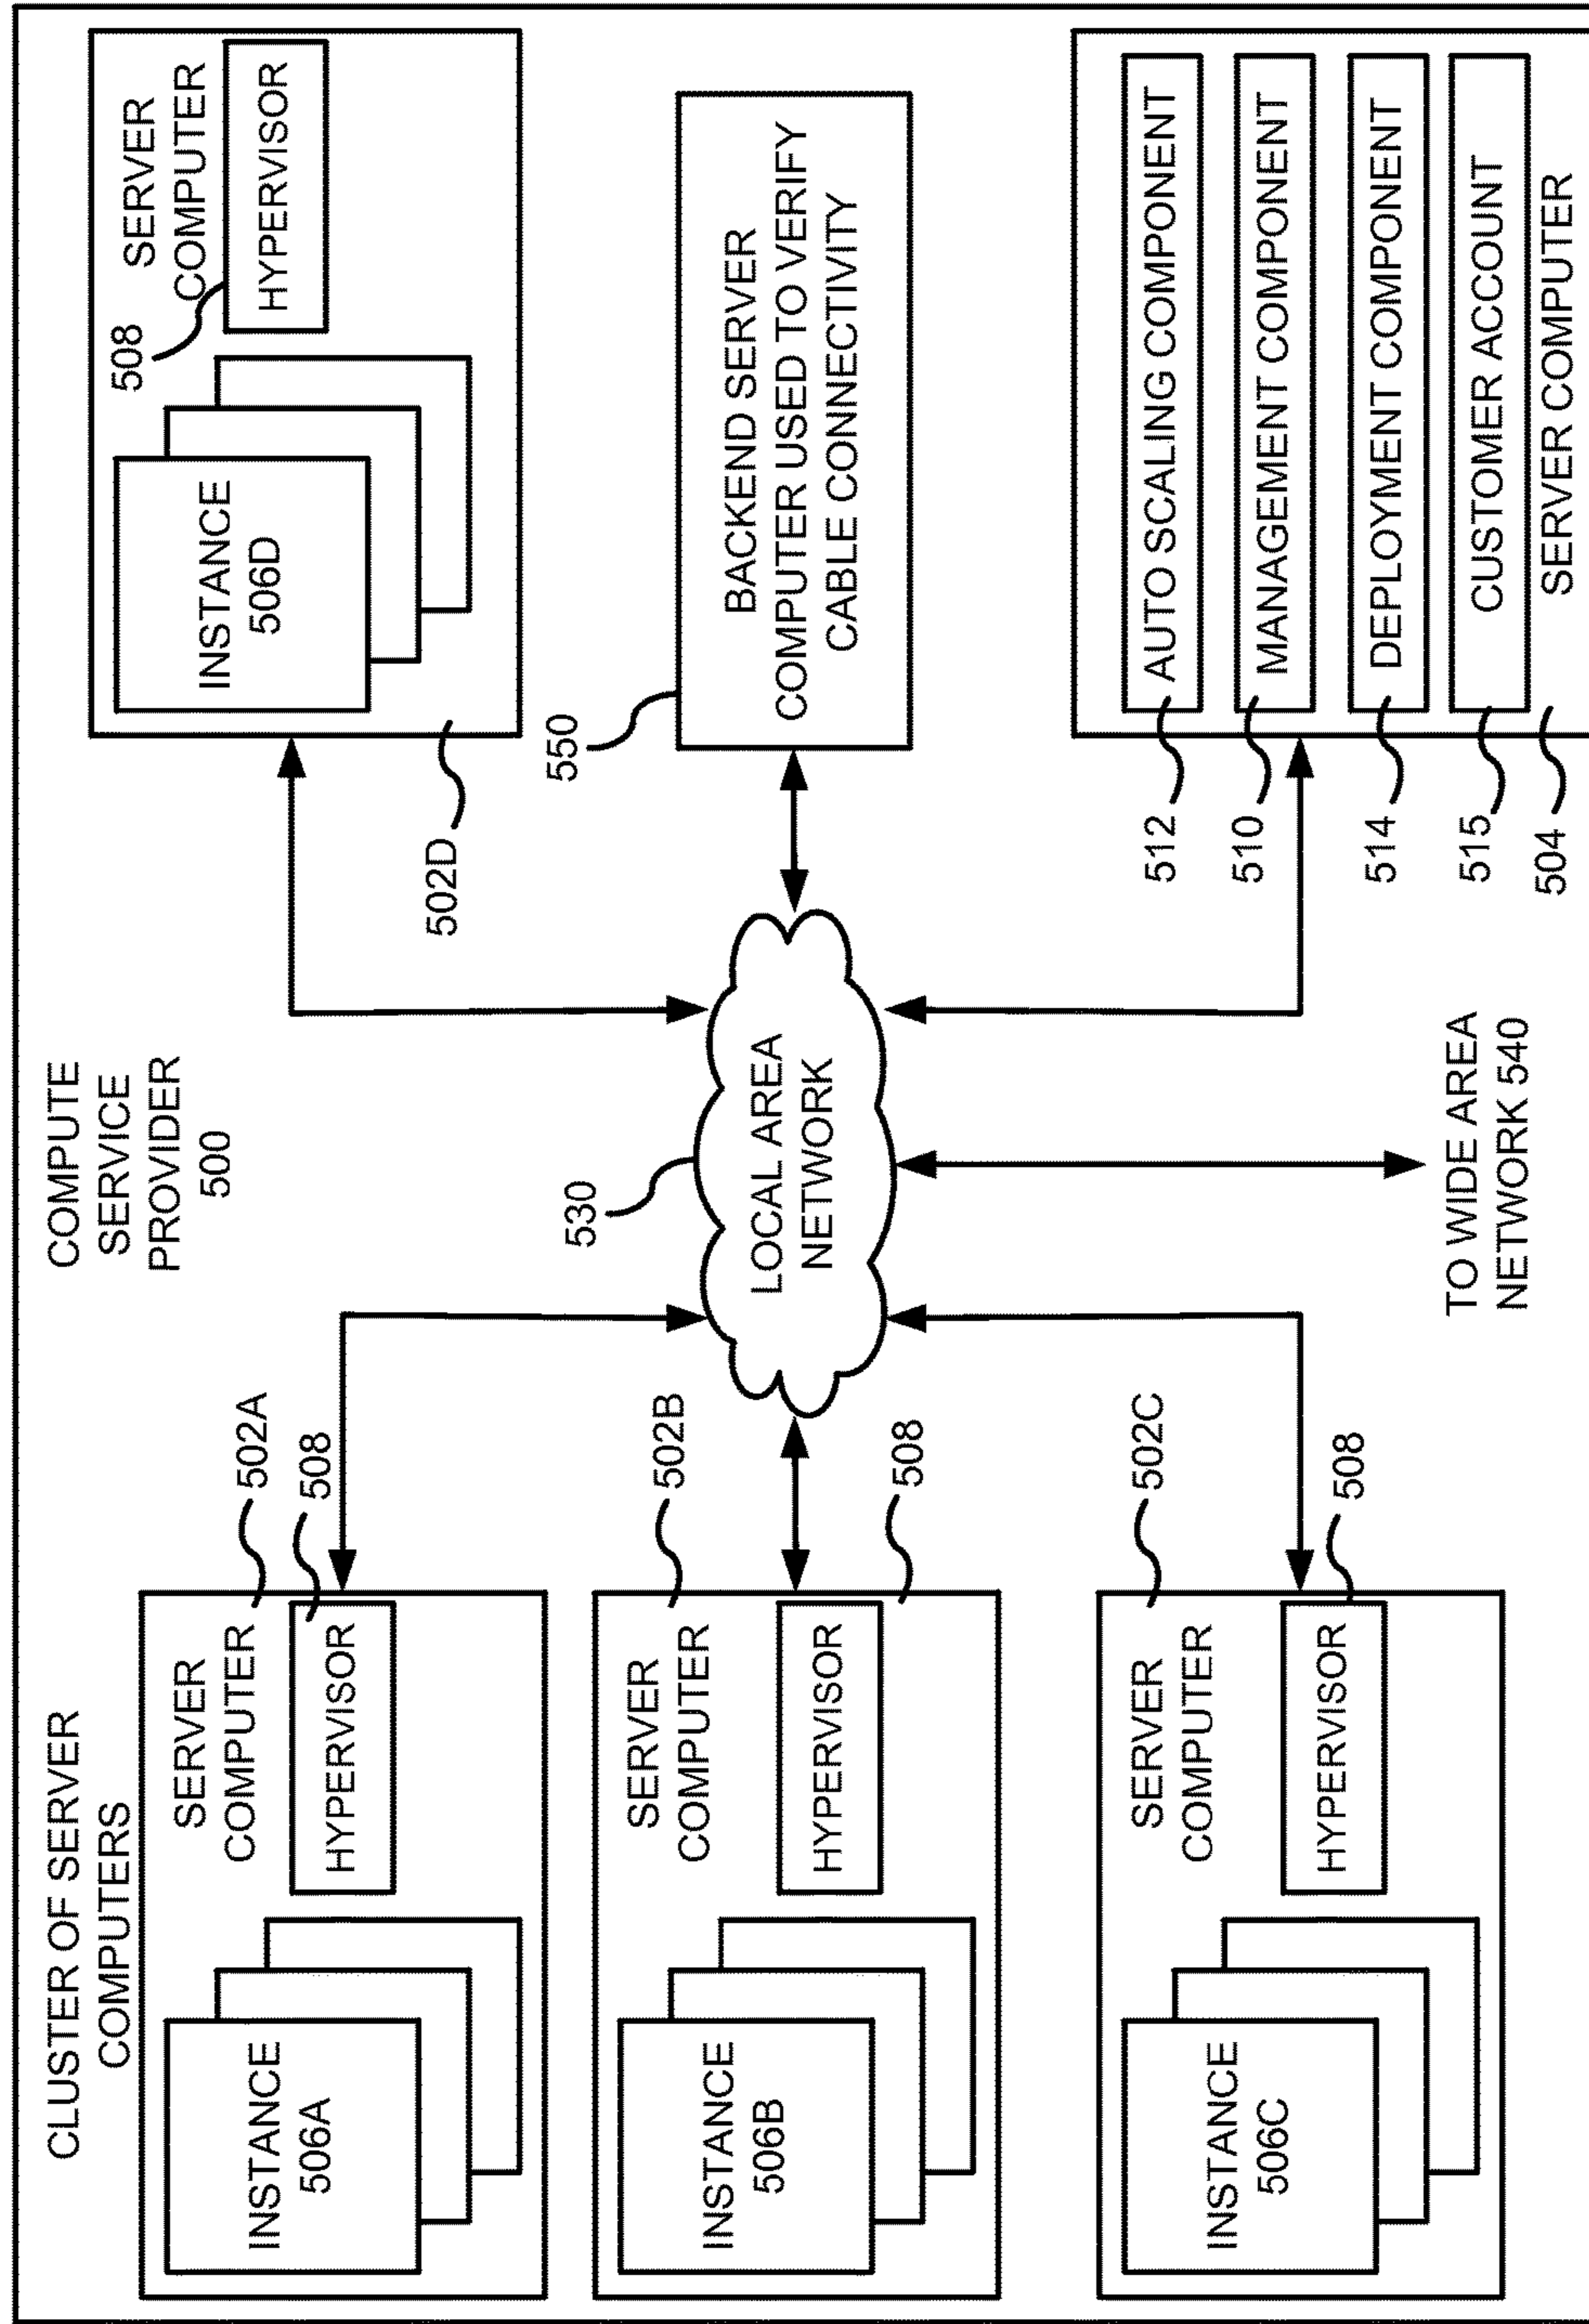 CLUSTER OF SERVER
COMPUTERS
COMPUTE
SERVICE
PROVIDER
500
SERVER
COMPUTER
HYPERVISOR
INSTANCE
506A
502A
508
SERVER
COMPUTER
HYPERVISOR
INSTANCE
506B
502B
508
SERVER
COMPUTER
HYPERVISOR
INSTANCE
506C
502C
508
530
LOCAL AREA
NETWORK
TO WIDE AREA
NETWORK 540
508
SERVER
COMPUTER
HYPERVISOR
INSTANCE
506D
502D
550
BACKEND SERVER
COMPUTER USED TO VERIFY
CABLE CONNECTIVITY
512
AUTO SCALING COMPONENT
510
MANAGEMENT COMPONENT
514
DEPLOYMENT COMPONENT
515
CUSTOMER ACCOUNT
504
SERVER COMPUTER